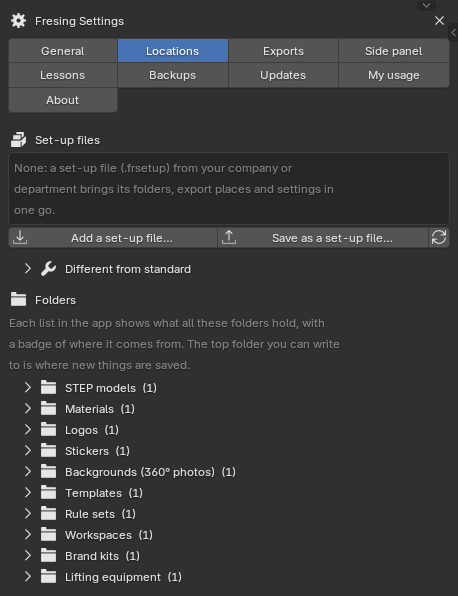 Fresing Settings
General
Locations
Exports
Side panel
Lessons
Backups
Updates
My usage
About
Set-up files
None: a set-up file (.frsetup) from your company or
department brings its folders, export places and settings in
one go.
Add a set-up file...
Save as a set-up file...
Different from standard
Folders
Each list in the app shows what all these folders hold, with
a badge of where it comes from. The top folder you can write
to is where new things are saved.
STEP models (1)
Materials (1)
Logos (1)
Stickers (1)
Backgrounds (360° photos) (1)
Templates (1)
Rule sets (1)
Workspaces (1)
Brand kits (1)
Lifting equipment (1)